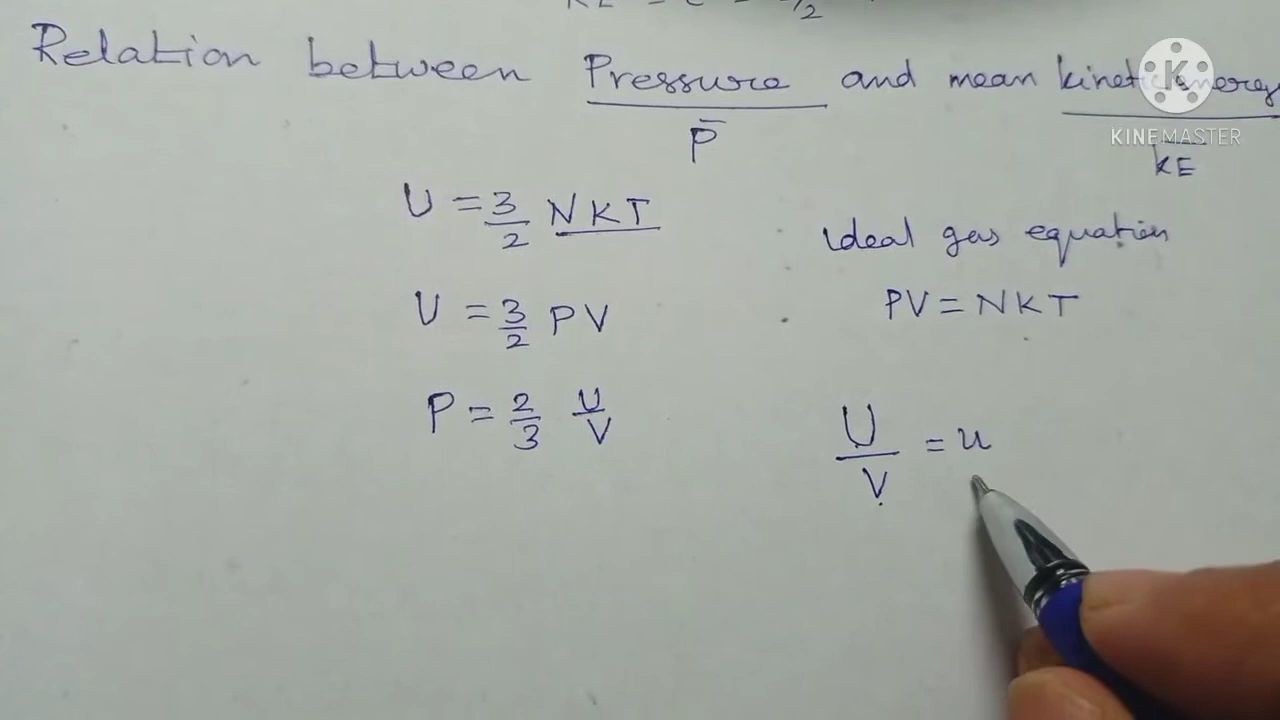 Relation between Pressure and mean kinetic energy
P̄
K̄E̅
KINEMASTER
U = 3/2 NKT
ideal gas equation
PV = NKT
U = 3/2 PV
P = 2/3 U/V
U/V = u